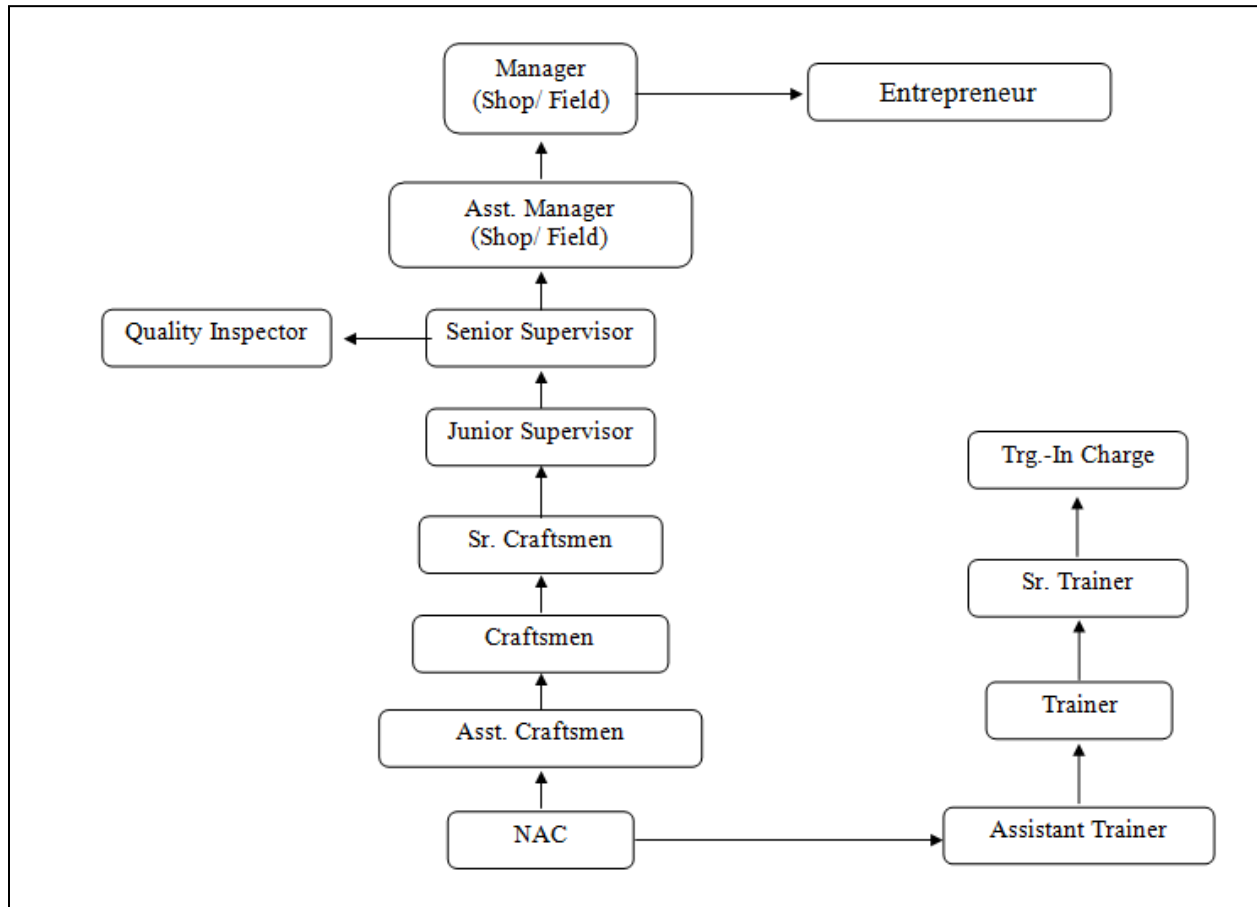 Manager
(Shop/ Field)
Entrepreneur
Asst. Manager
(Shop/ Field)
Quality Inspector
Senior Supervisor
Junior Supervisor
Trg.-In Charge
Sr. Craftsmen
Sr. Trainer
Craftsmen
Trainer
Asst. Craftsmen
NAC
Assistant Trainer